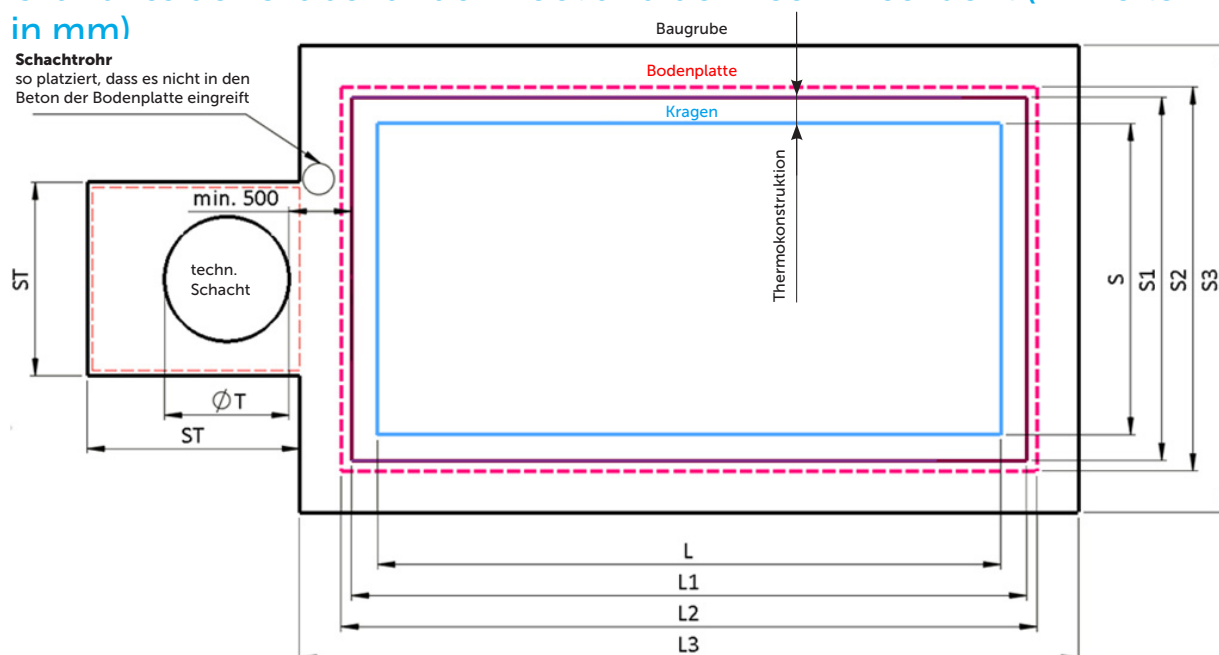 in mm)
Schachtrohr
so platziert, dass es nicht in den
Beton der Bodenplatte eingreift
Baugrube
Bodenplatte
Kragen
Thermokonstruktion
min. 500
techn.
Schacht
ST
∅T
ST
S
S1
S2
S3
L
L1
L2
L3